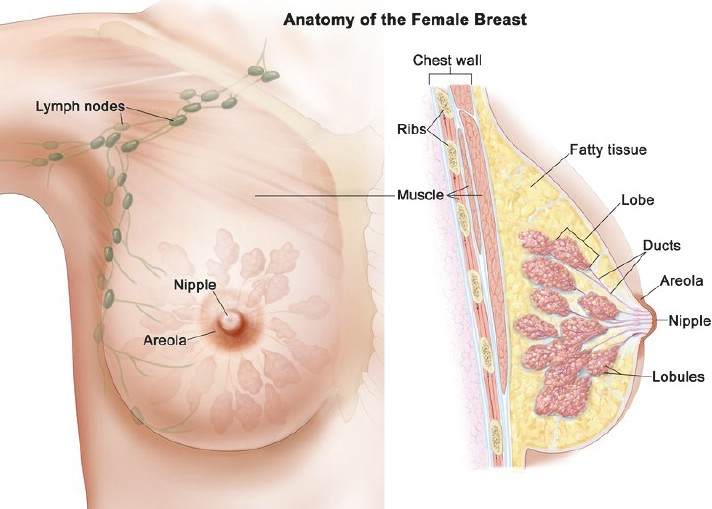 Anatomy of the Female Breast
Chest wall
Lymph nodes
Ribs
Fatty tissue
Muscle
Lobe
Ducts
Nipple
Areola
Areola
Nipple
Lobules